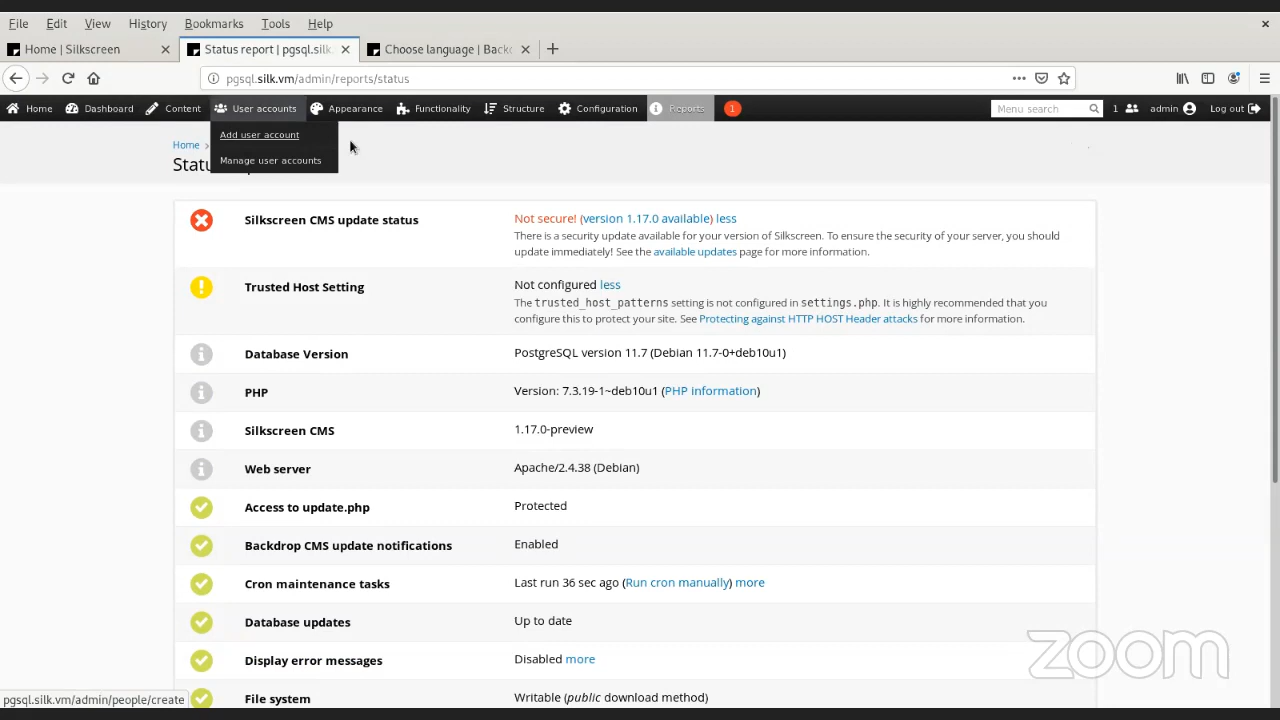 File Edit View History Bookmarks Tools Help
Home | Silkscreen
Status report | pgsql.silk.
Choose language | Back
pgsql.silk.vm/admin/reports/status
Home Dashboard Content User accounts Appearance Functionality Structure Configuration Reports 1 Menu search 1 admin Log out
Add user account
Manage user accounts
Home ›
Statu
Silkscreen CMS update status
Not secure! (version 1.17.0 available) less
There is a security update available for your version of Silkscreen. To ensure the security of your server, you should
update immediately! See the available updates page for more information.
Trusted Host Setting
Not configured less
The trusted_host_patterns setting is not configured in settings.php. It is highly recommended that you
configure this to protect your site. See Protecting against HTTP HOST Header attacks for more information.
Database Version
PostgreSQL version 11.7 (Debian 11.7-0+deb10u1)
PHP
Version: 7.3.19-1~deb10u1 (PHP information)
Silkscreen CMS
1.17.0-preview
Web server
Apache/2.4.38 (Debian)
Access to update.php
Protected
Backdrop CMS update notifications
Enabled
Cron maintenance tasks
Last run 36 sec ago (Run cron manually) more
Database updates
Up to date
Display error messages
Disabled more
File system
Writable (public download method)
pgsql.silk.vm/admin/people/create
zoom